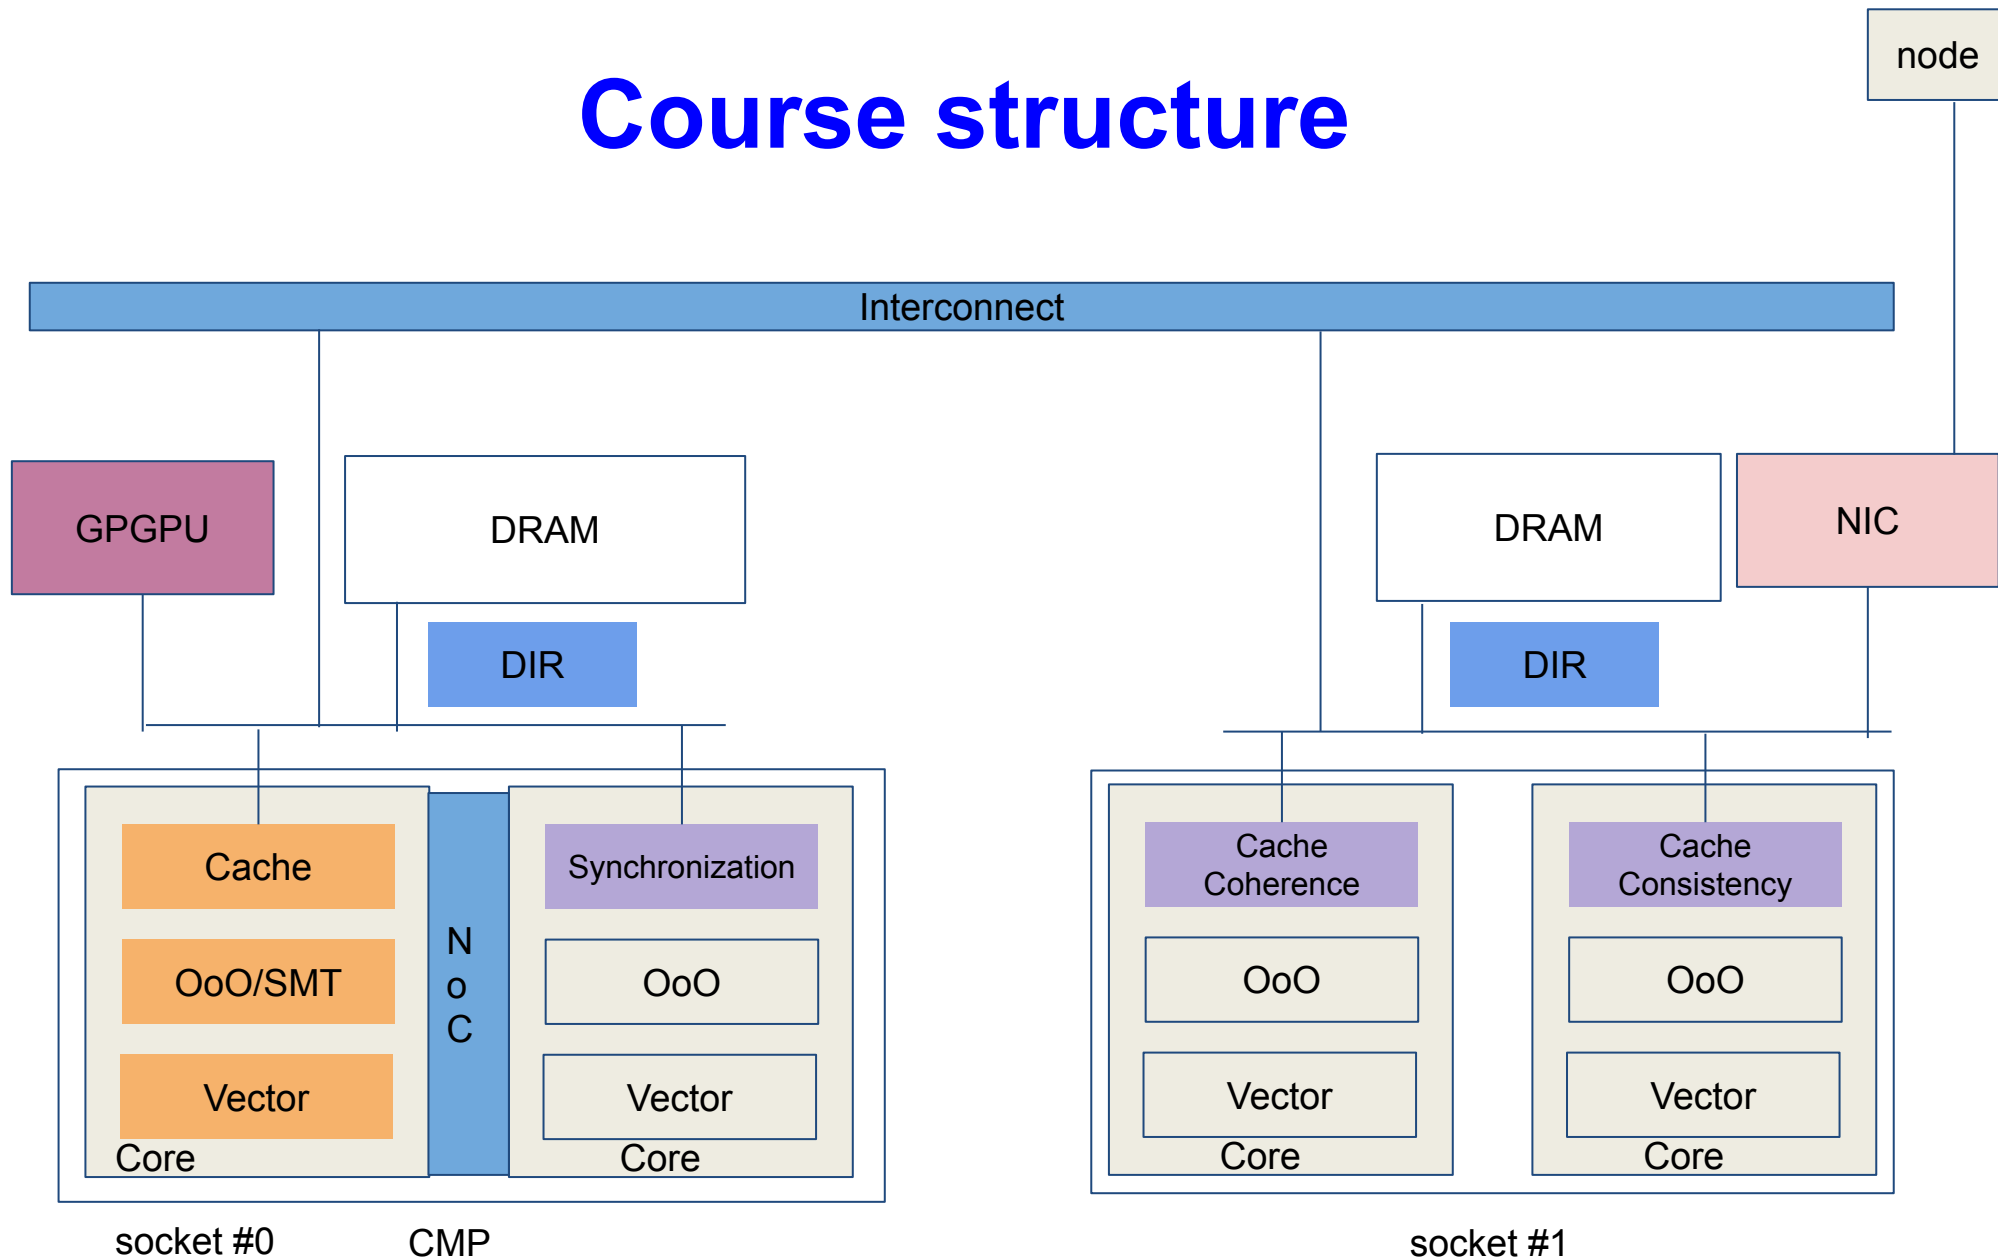 node
Course structure
Interconnect
GPGPU
DRAM
DRAM
NIC
DIR
DIR
Cache
Synchronization
Cache
Coherence
Cache
Consistency
N
o
C
OoO/SMT
OoO
OoO
OoO
Vector
Vector
Vector
Vector
Core
Core
Core
Core
socket #0
CMP
socket #1